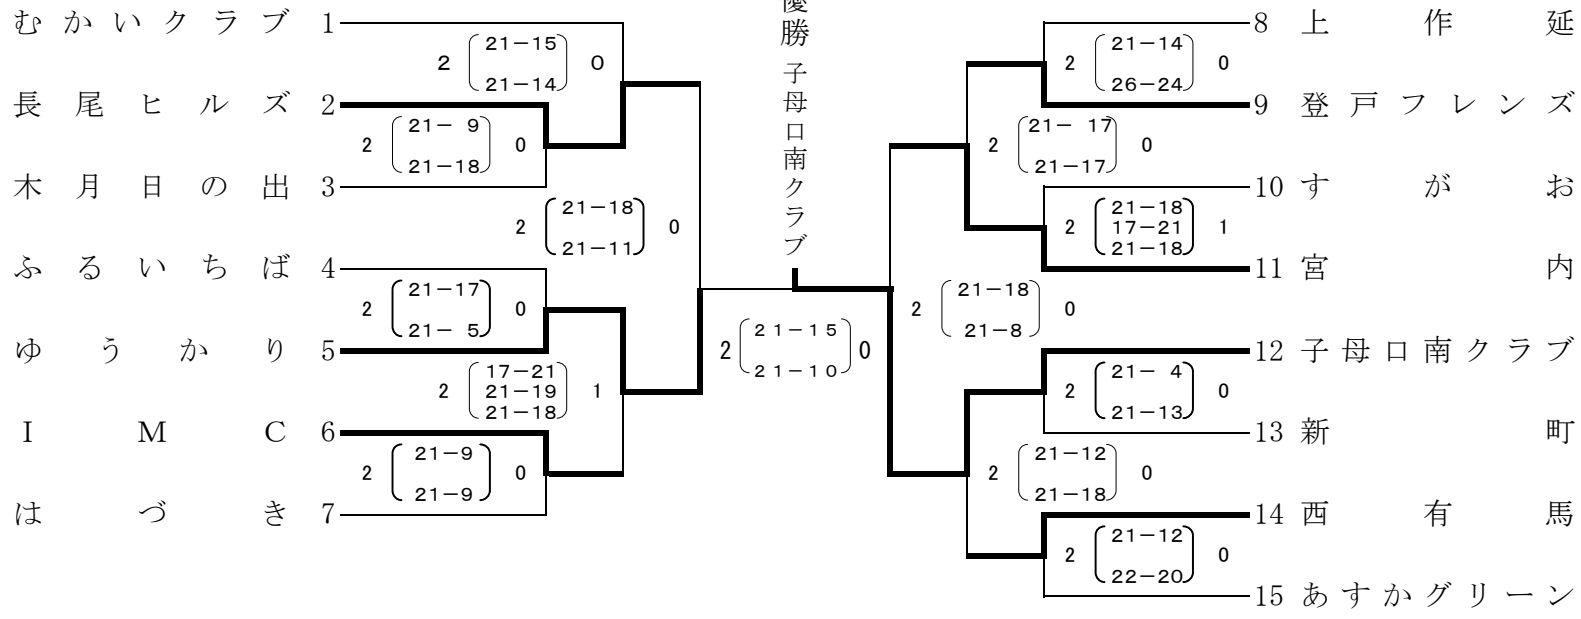 優勝 子母口南クラブ
むかいクラブ 1
2 21－15 0
21－14
長尾ヒルズ 2
2 21－ 9 0
21－18
木月日の出 3
2 21－18 0
21－11
ふるいちば 4
2 21－17 0
21－ 5
ゆうかり 5
2 17－21 1
21－19
21－18
ＩＭＣ 6
2 21－9 0
21－9
はづき 7
2 21－15 0
21－10
8 上作延
2 21－14 0
26－24
9 登戸フレンズ
2 21－ 17 0
21－17
10 すがお
2 21－18 1
17－21
21－18
11 宮内
2 21－18 0
21－8
12 子母口南クラブ
2 21－ 4 0
21－13
13 新町
2 21－12 0
21－18
14 西有馬
2 21－12 0
22－20
15 あすかグリーン